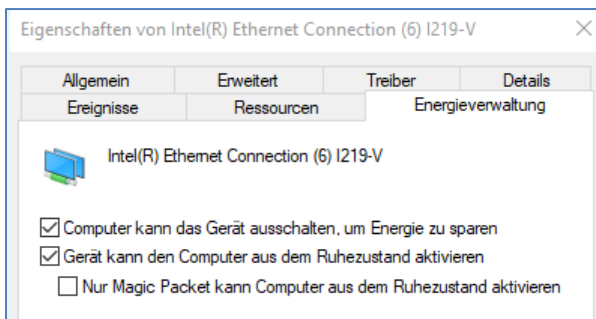 Eigenschaften von Intel(R) Ethernet Connection (6) I219-V
Allgemein Erweitert Treiber Details
Ereignisse Ressourcen Energieverwaltung
Intel(R) Ethernet Connection (6) I219-V
Computer kann das Gerät ausschalten, um Energie zu sparen
Gerät kann den Computer aus dem Ruhezustand aktivieren
Nur Magic Packet kann Computer aus dem Ruhezustand aktivieren